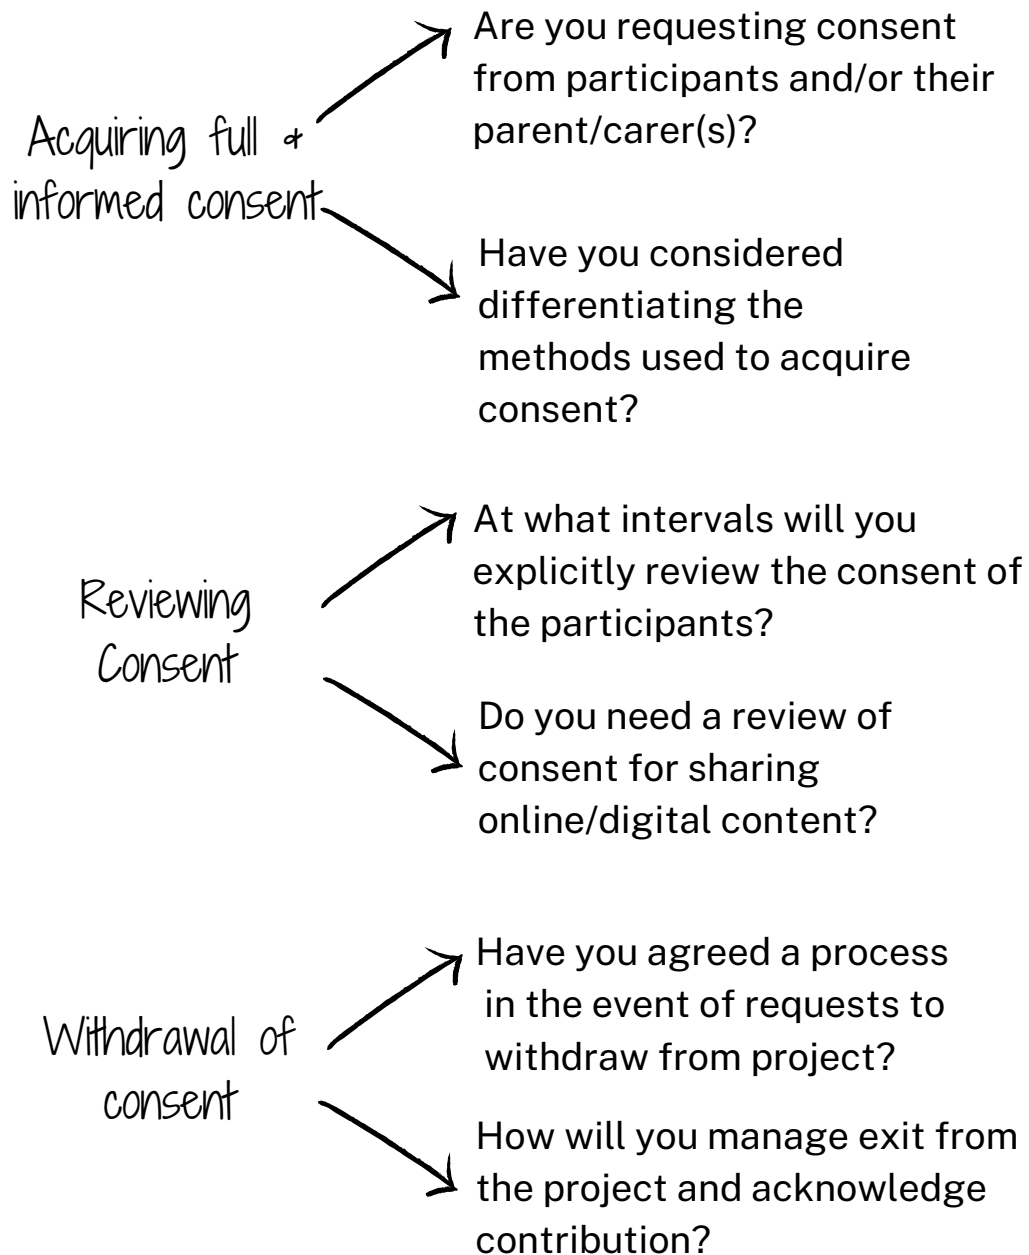 Acquiring full &
informed consent
Are you requesting consent
from participants and/or their
parent/carer(s)?
Have you considered
differentiating the
methods used to acquire
consent?
Reviewing
Consent
At what intervals will you
explicitly review the consent of
the participants?
Do you need a review of
consent for sharing
online/digital content?
Withdrawal of
consent
Have you agreed a process
in the event of requests to
withdraw from project?
How will you manage exit from
the project and acknowledge
contribution?